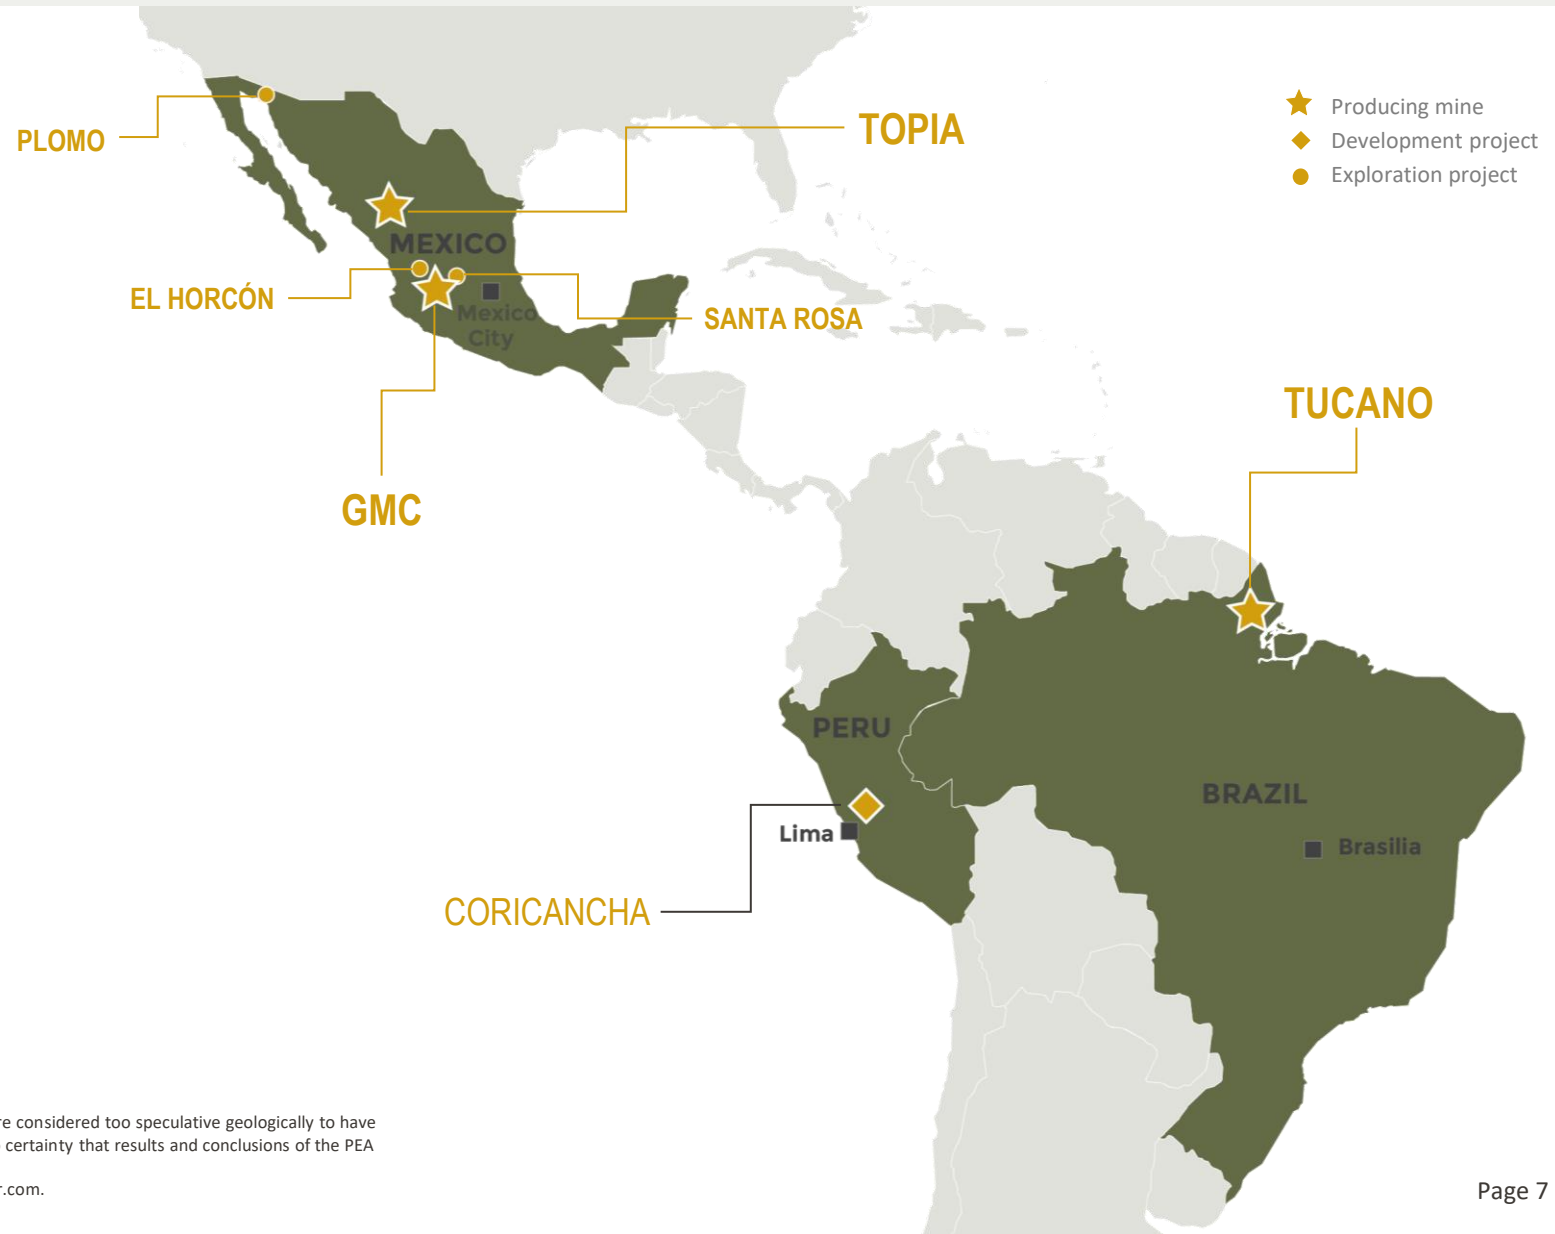 PLOMO
TOPIA
Producing mine
Development project
Exploration project
MEXICO
EL HORCÓN
Mexico
City
SANTA ROSA
GMC
TUCANO
PERU
BRAZIL
Lima
Brasilia
CORICANCHA
re considered too speculative geologically to have
certainty that results and conclusions of the PEA
r.com.
Page 7